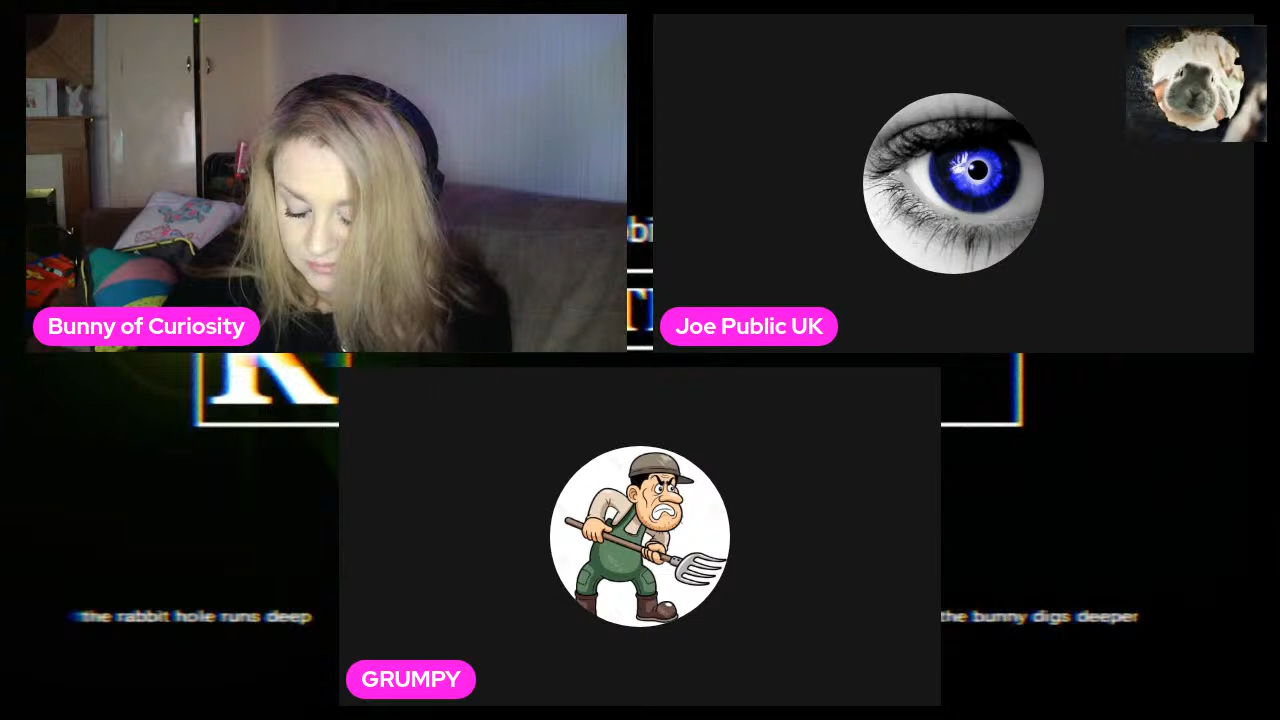 Bunny of Curiosity
Joe Public UK
the rabbit hole runs deep
the bunny digs deeper
GRUMPY